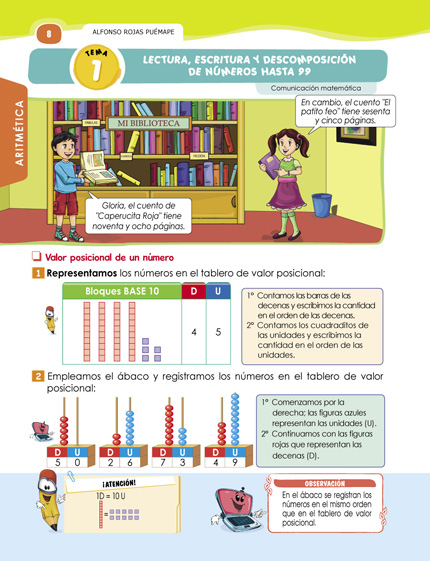 8
ALFONSO ROJAS PUÉMAPE
TEMA
1
LECTURA, ESCRITURA Y DESCOMPOSICIÓN
DE NÚMEROS HASTA 99
Comunicación matemática
ARITMÉTICA
En cambio, el cuento "El
patito feo" tiene sesenta
y cinco páginas.
MI BIBLIOTECA
Gloria, el cuento de
"Caperucita Roja" tiene
noventa y ocho páginas.
Valor posicional de un número
1 Representamos los números en el tablero de valor posicional:
Bloques BASE 10 D U
4 5
1° Contamos las barras de las
decenas y escribimos la cantidad
en el orden de las decenas.
2° Contamos los cuadraditos de
las unidades y escribimos la
cantidad en el orden de las
unidades.
2 Empleamos el ábaco y registramos los números en el tablero de valor
posicional:
D U D U D U D U
5 0 2 6 7 3 4 9
1° Comenzamos por la
derecha; las figuras azules
representan las unidades (U).
2° Continuamos con las figuras
rojas que representan las
decenas (D).
¡ATENCIÓN!
1D = 10 U
=
OBSERVACIÓN
En el ábaco se registran los
números en el mismo orden
que en el tablero de valor
posicional.